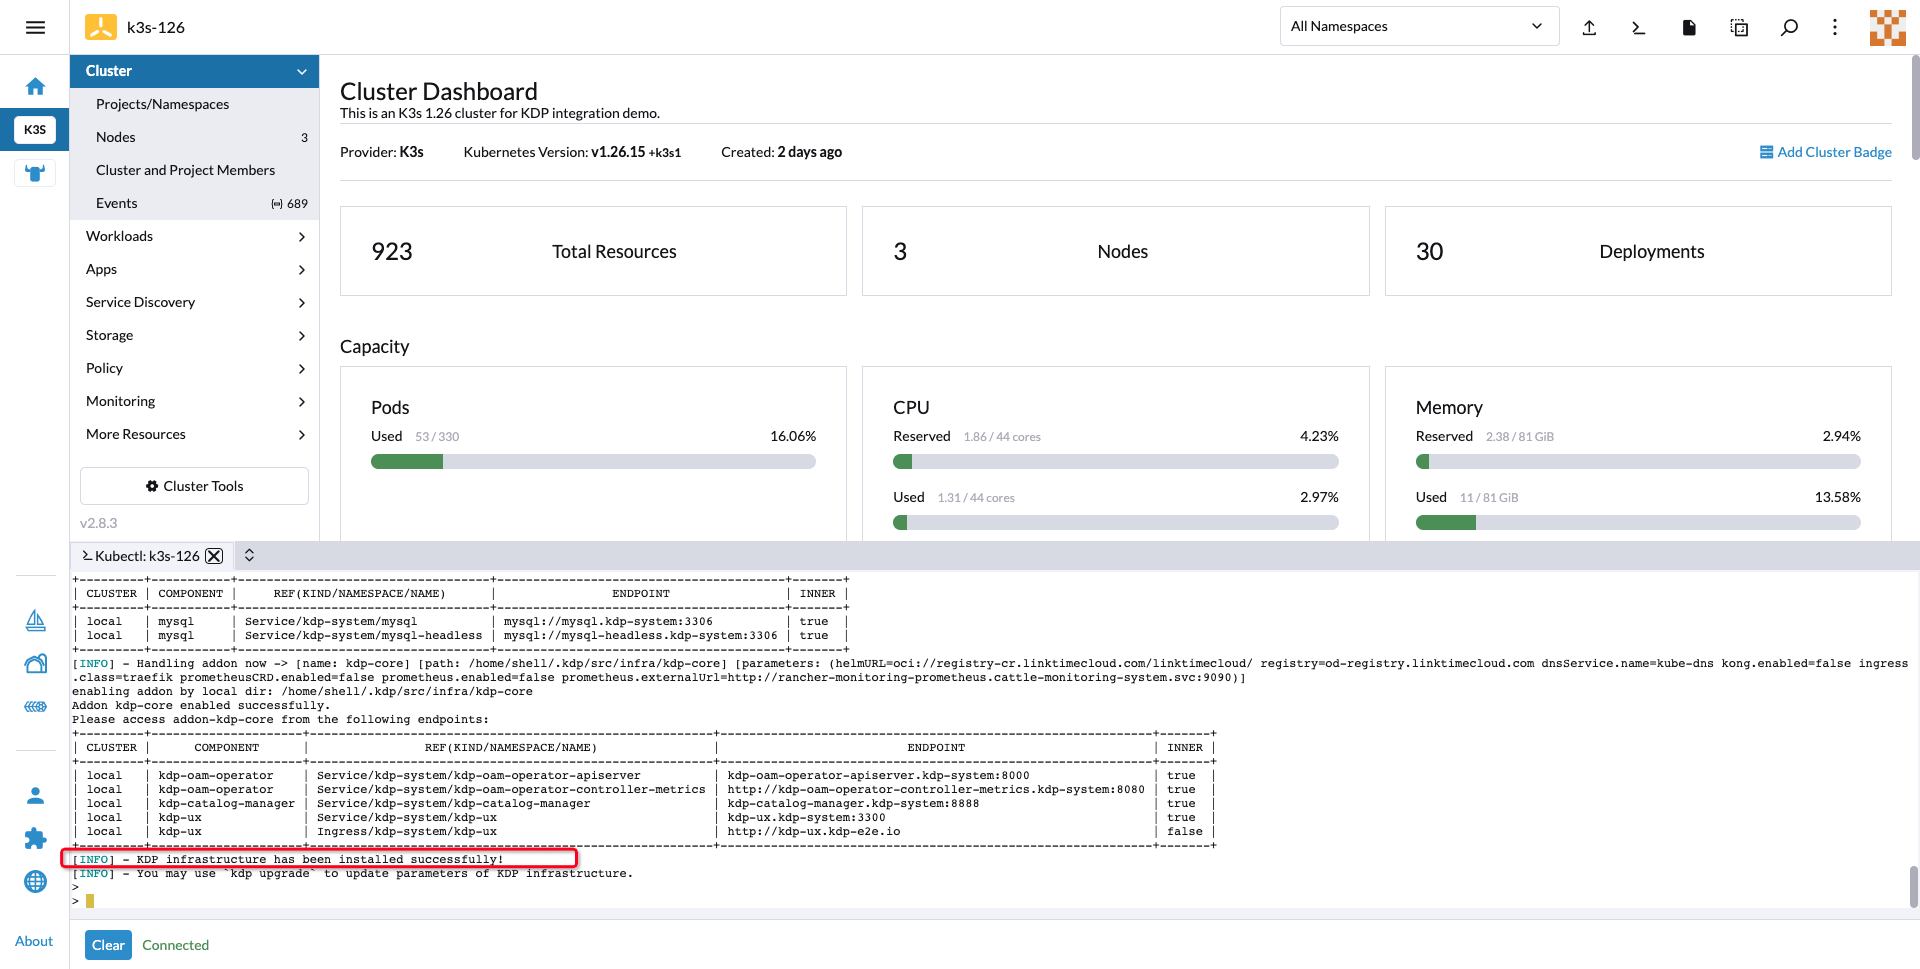 k3s-126
All Namespaces
K3S
Cluster
Projects/Namespaces
Nodes 3
Cluster and Project Members
Events 689
Workloads
Apps
Service Discovery
Storage
Policy
Monitoring
More Resources
Cluster Tools
v2.8.3
About
Cluster Dashboard
This is an K3s 1.26 cluster for KDP integration demo.
Provider: K3s Kubernetes Version: v1.26.15 +k3s1 Created: 2 days ago
Add Cluster Badge
923 Total Resources
3 Nodes
30 Deployments
Capacity
Pods
Used 53 / 330 16.06%
CPU
Reserved 1.86 / 44 cores 4.23%
Used 1.31 / 44 cores 2.97%
Memory
Reserved 2.38 / 81 GiB 2.94%
Used 11 / 81 GiB 13.58%
Kubectl: k3s-126
+---------+-----------+-----------------------------------+----------------------------------------+-------+
| CLUSTER | COMPONENT | REF(KIND/NAMESPACE/NAME) | ENDPOINT | INNER |
+---------+-----------+-----------------------------------+----------------------------------------+-------+
| local | mysql | Service/kdp-system/mysql | mysql://mysql.kdp-system:3306 | true |
| local | mysql | Service/kdp-system/mysql-headless | mysql://mysql-headless.kdp-system:3306 | true |
+---------+-----------+-----------------------------------+----------------------------------------+-------+
[INFO] - Handling addon now -> [name: kdp-core] [path: /home/shell/.kdp/src/infra/kdp-core] [parameters: (helmURL=oci://registry-cr.linktimecloud.com/linktimecloud/ registry=od-registry.linktimecloud.com dnsService.name=kube-dns kong.enabled=false ingress
.class=traefik prometheusCRD.enabled=false prometheus.enabled=false prometheus.externalUrl=http://rancher-monitoring-prometheus.cattle-monitoring-system.svc:9090)]
enabling addon by local dir: /home/shell/.kdp/src/infra/kdp-core
Addon kdp-core enabled successfully.
Please access addon-kdp-core from the following endpoints:
+---------+---------------------+--------------------------------------------------------+------------------------------------------------------------+-------+
| CLUSTER | COMPONENT | REF(KIND/NAMESPACE/NAME) | ENDPOINT | INNER |
+---------+---------------------+--------------------------------------------------------+------------------------------------------------------------+-------+
| local | kdp-oam-operator | Service/kdp-system/kdp-oam-operator-apiserver | kdp-oam-operator-apiserver.kdp-system:8000 | true |
| local | kdp-oam-operator | Service/kdp-system/kdp-oam-operator-controller-metrics | http://kdp-oam-operator-controller-metrics.kdp-system:8080 | true |
| local | kdp-catalog-manager | Service/kdp-system/kdp-catalog-manager | kdp-catalog-manager.kdp-system:8888 | true |
| local | kdp-ux | Service/kdp-system/kdp-ux | kdp-ux.kdp-system:3300 | true |
| local | kdp-ux | Ingress/kdp-system/kdp-ux | http://kdp-ux.kdp-e2e.io | false |
+---------+---------------------+--------------------------------------------------------+------------------------------------------------------------+-------+
[INFO] - KDP infrastructure has been installed successfully!
[INFO] - You may use `kdp upgrade` to update parameters of KDP infrastructure.
>
>
Clear Connected